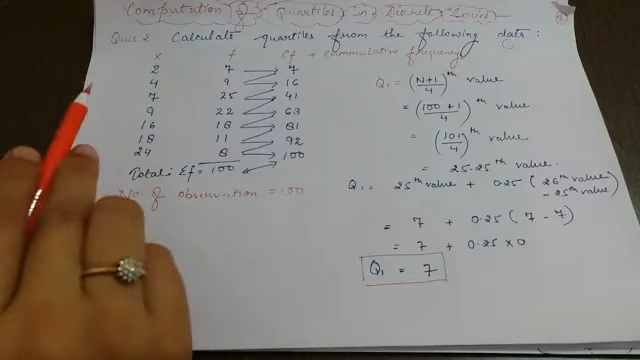 Computation of Quartiles in Discrete Series
Ques 2 Calculate quartiles from the following data:
x f cf → cummulative frequency
2 7 7
4 9 16
7 25 41
9 22 63
16 18 81
18 11 92
24 8 100
Total: Σf = 100
No of observation = 100
Q₁ = (N+1/4)th value
= (100+1/4)th value
= (101/4)th value
= 25.25th value.
Q₁ = 25th value + 0.25 (26th value - 25th value)
= 7 + 0.25 (7 - 7)
= 7 + 0.25 × 0
Q₁ = 7